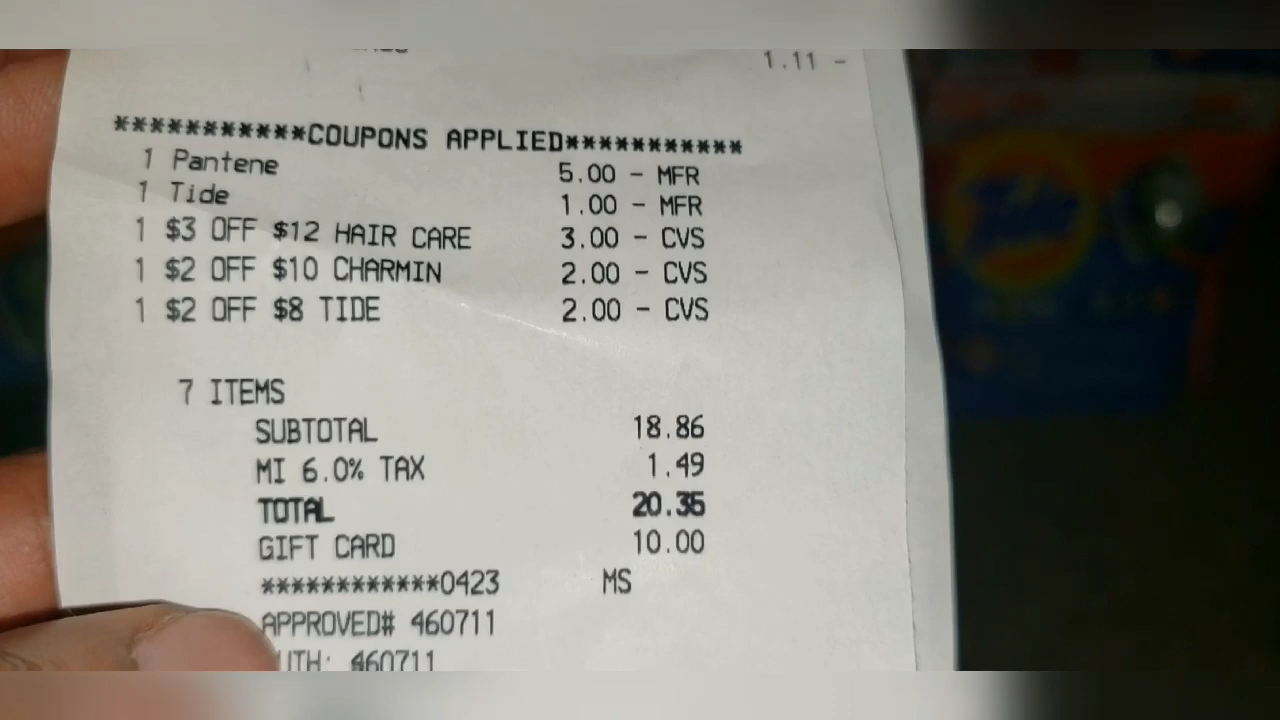 1.11 -
***********COUPONS APPLIED***********
1 Pantene 5.00 - MFR
1 Tide 1.00 - MFR
1 $3 OFF $12 HAIR CARE 3.00 - CVS
1 $2 OFF $10 CHARMIN 2.00 - CVS
1 $2 OFF $8 TIDE 2.00 - CVS
7 ITEMS
SUBTOTAL 18.86
MI 6.0% TAX 1.49
TOTAL 20.35
GIFT CARD 10.00
************0423 MS
APPROVED# 460711
460711
Tide